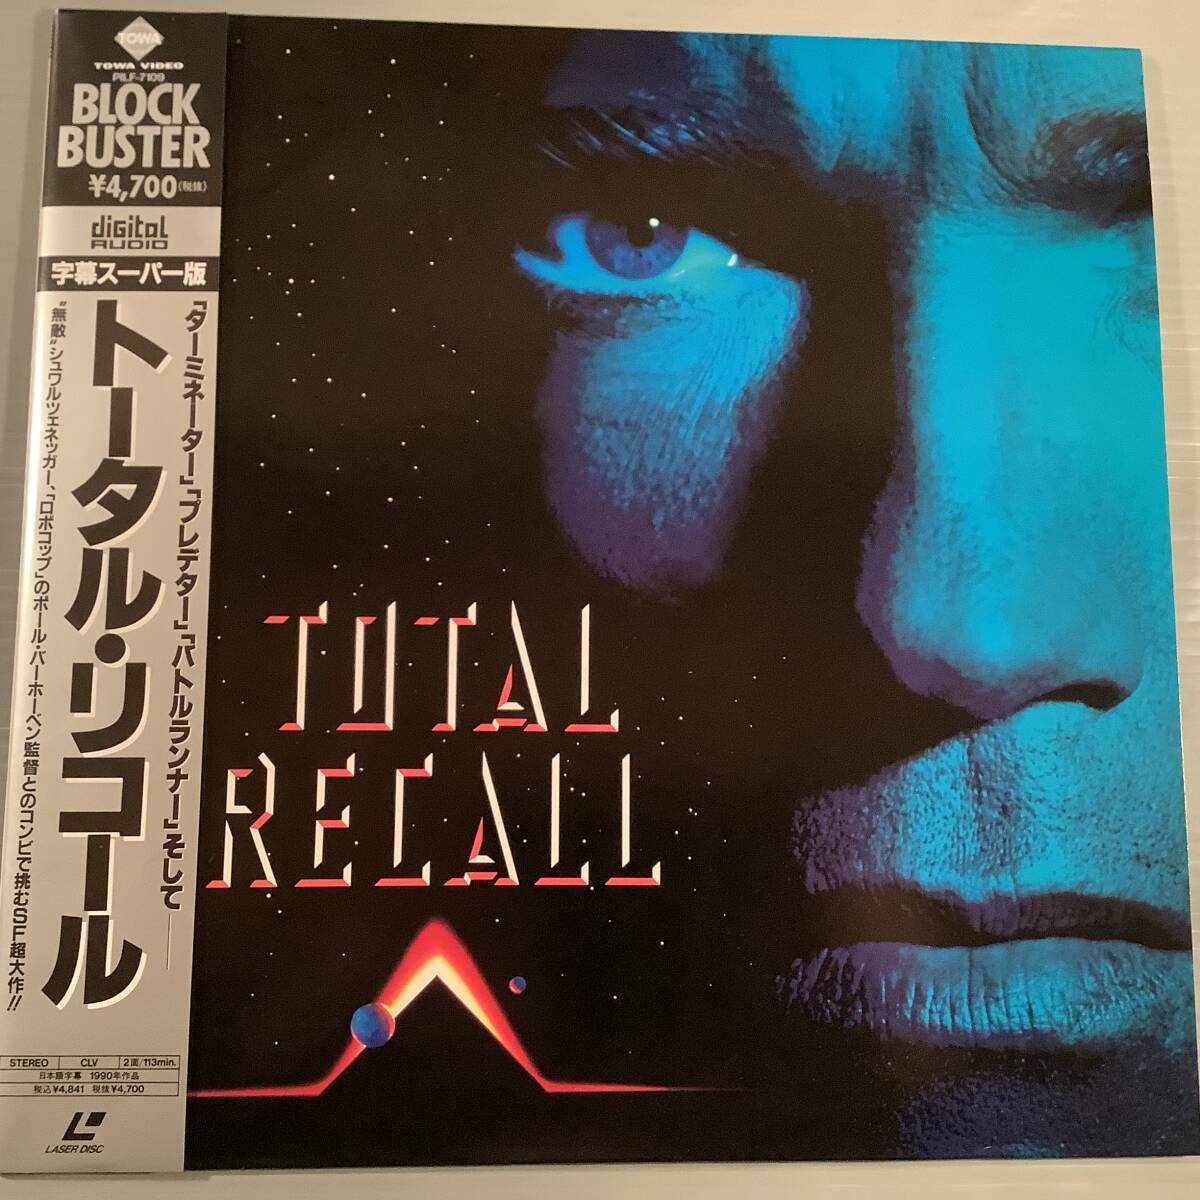 TOWA
TOWA VIDEO
PILF-7109
BLOCK
BUSTER
¥4,700(税抜)
digital
AUDIO
字幕スーパー版
「ターミネーター」「プレデター」「バトルランナー」そして——
トータル・リコール
"無敵"シュワルツェネッガー、「ロボコップ」のポール・バーホーベン監督とのコンビで挑むSF超大作!!
STEREO CLV 2面/113min.
日本語字幕 1990年作品
税込¥4,841 税抜¥4,700
LASER DISC
TOTAL
RECALL